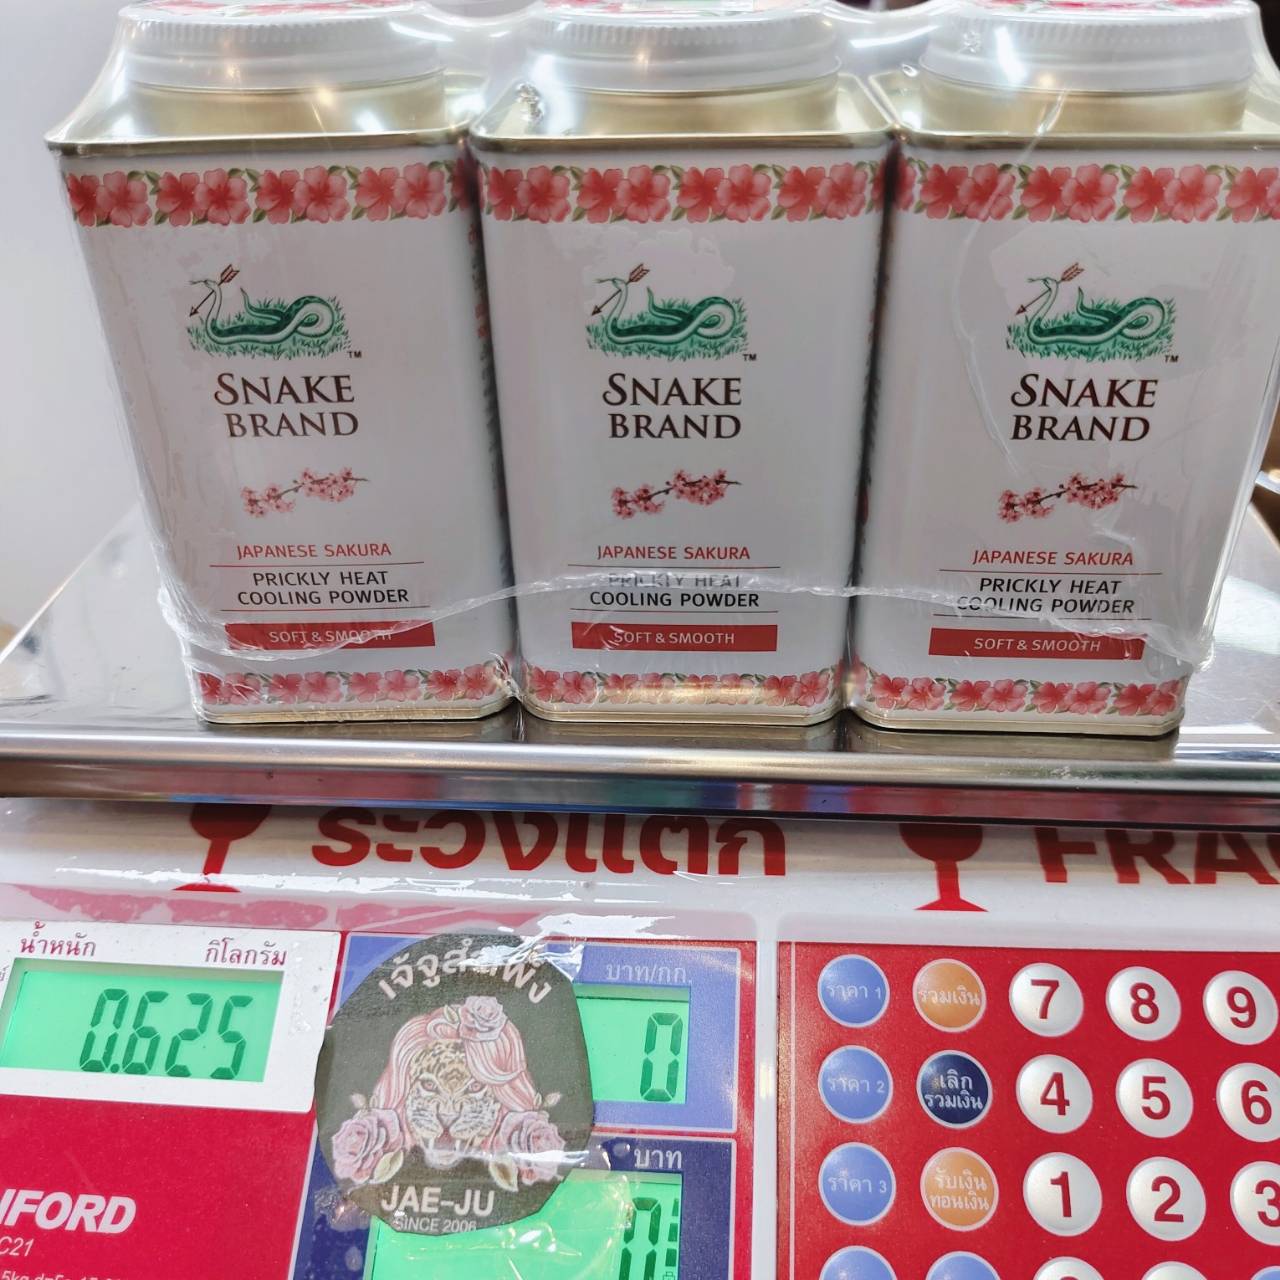 SNAKE
BRAND
JAPANESE SAKURA
PRICKLY HEAT
COOLING POWDER
SOFT & SMOOTH
TM
SNAKE
BRAND
JAPANESE SAKURA
PRICKLY HEAT
COOLING POWDER
SOFT & SMOOTH
TM
SNAKE
BRAND
JAPANESE SAKURA
PRICKLY HEAT
COOLING POWDER
SOFT & SMOOTH
TM
ระวังแตก
น้ำหนัก กิโลกรัม
0.625
บาท/กก.
0
บาท
JAE-JU
SINCE 2006
C21
ราคา 1 รวมเงิน 7 8 9
ราคา 2 เลิก รวมเงิน 4 5 6
ราคา 3 รับเงิน ทอนเงิน 1 2 3